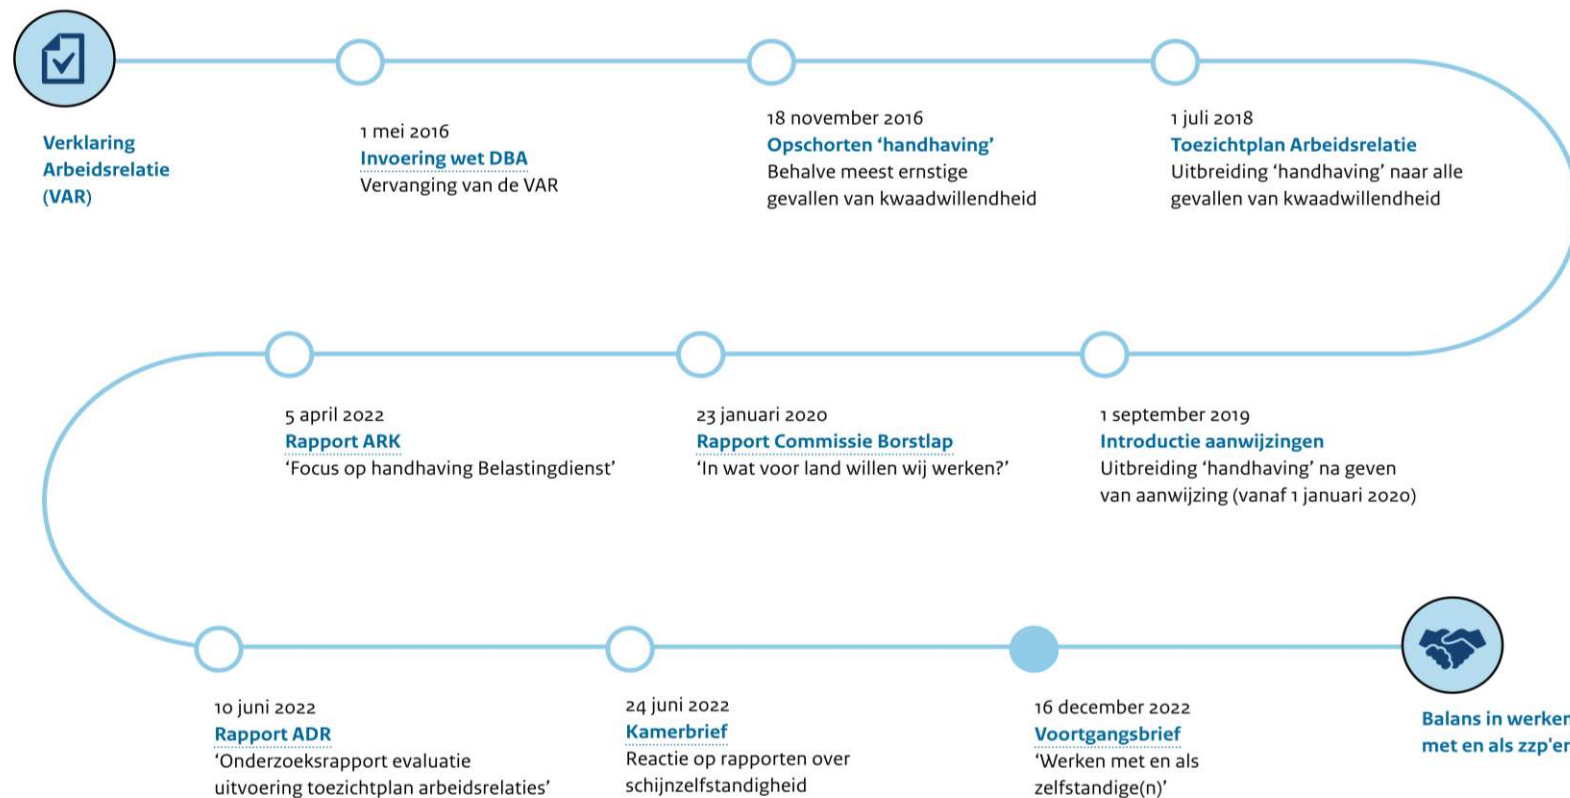 Verklaring
Arbeidsrelatie
(VAR)
1 mei 2016
Invoering wet DBA
Vervanging van de VAR
18 november 2016
Opschorten ‘handhaving’
Behalve meest ernstige
gevallen van kwaadwillendheid
1 juli 2018
Toezichtplan Arbeidsrelatie
Uitbreiding ‘handhaving’ naar alle
gevallen van kwaadwillendheid
1 september 2019
Introductie aanwijzingen
Uitbreiding ‘handhaving’ na geven
van aanwijzing (vanaf 1 januari 2020)
23 januari 2020
Rapport Commissie Borstlap
‘In wat voor land willen wij werken?’
5 april 2022
Rapport ARK
‘Focus op handhaving Belastingdienst’
10 juni 2022
Rapport ADR
‘Onderzoeksrapport evaluatie
uitvoering toezichtplan arbeidsrelaties’
24 juni 2022
Kamerbrief
Reactie op rapporten over
schijnzelfstandigheid
16 december 2022
Voortgangsbrief
‘Werken met en als
zelfstandige(n)’
Balans in werken
met en als zzp'er